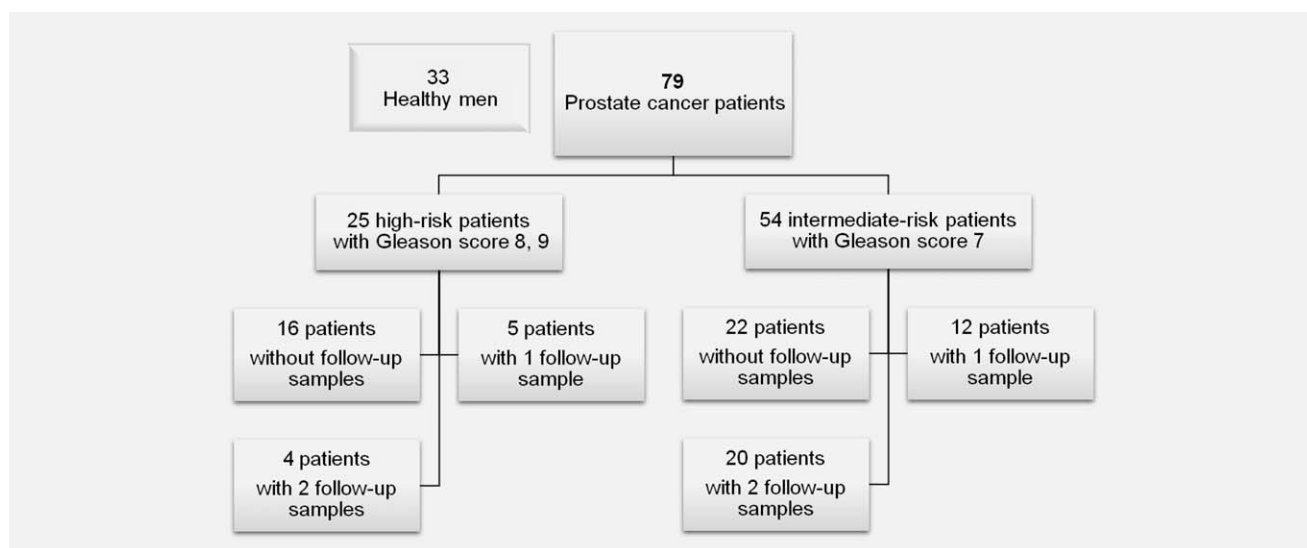 33
Healthy men
79
Prostate cancer patients
25 high-risk patients
with Gleason score 8, 9
54 intermediate-risk patients
with Gleason score 7
16 patients
without follow-up
samples
5 patients
with 1 follow-up
sample
22 patients
without follow-up
samples
12 patients
with 1 follow-up
sample
4 patients
with 2 follow-up
samples
20 patients
with 2 follow-up
samples